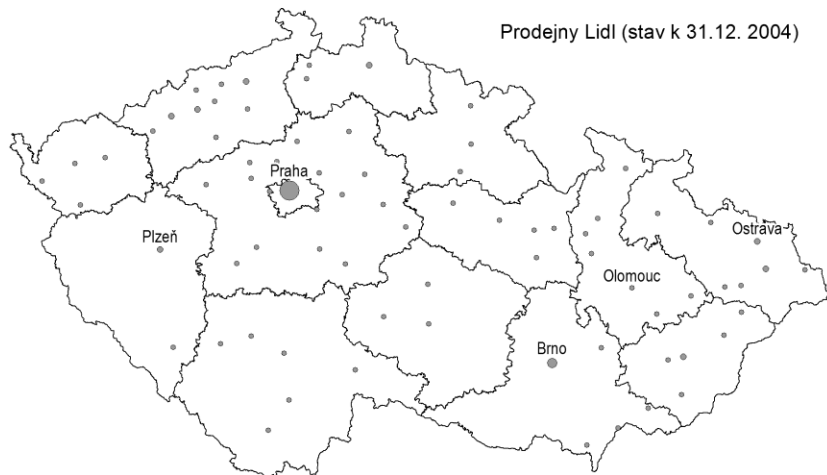 Prodejny Lidl (stav k 31.12. 2004)
Praha
Plzeň
Ostrava
Olomouc
Brno